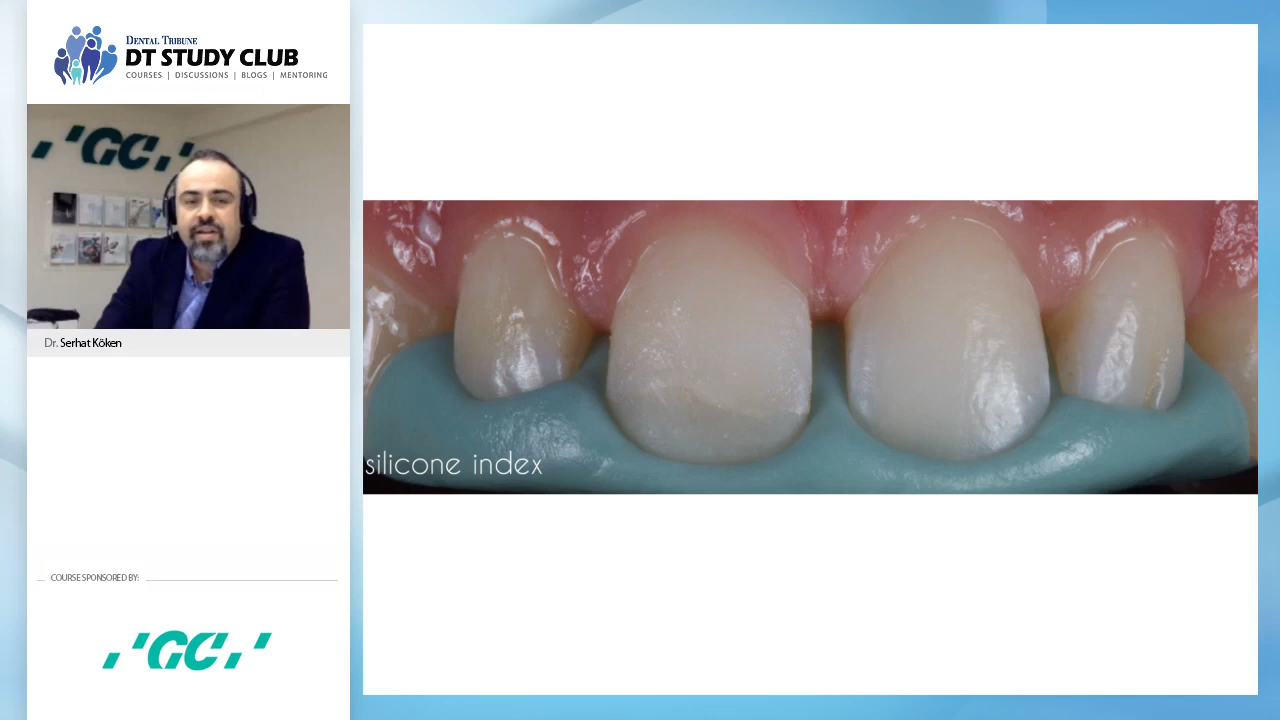 DENTAL TRIBUNE
DT STUDY CLUB
COURSES | DISCUSSIONS | BLOGS | MENTORING
GC
Dr. Serhat Köken
silicone index
COURSE SPONSORED BY:
GC